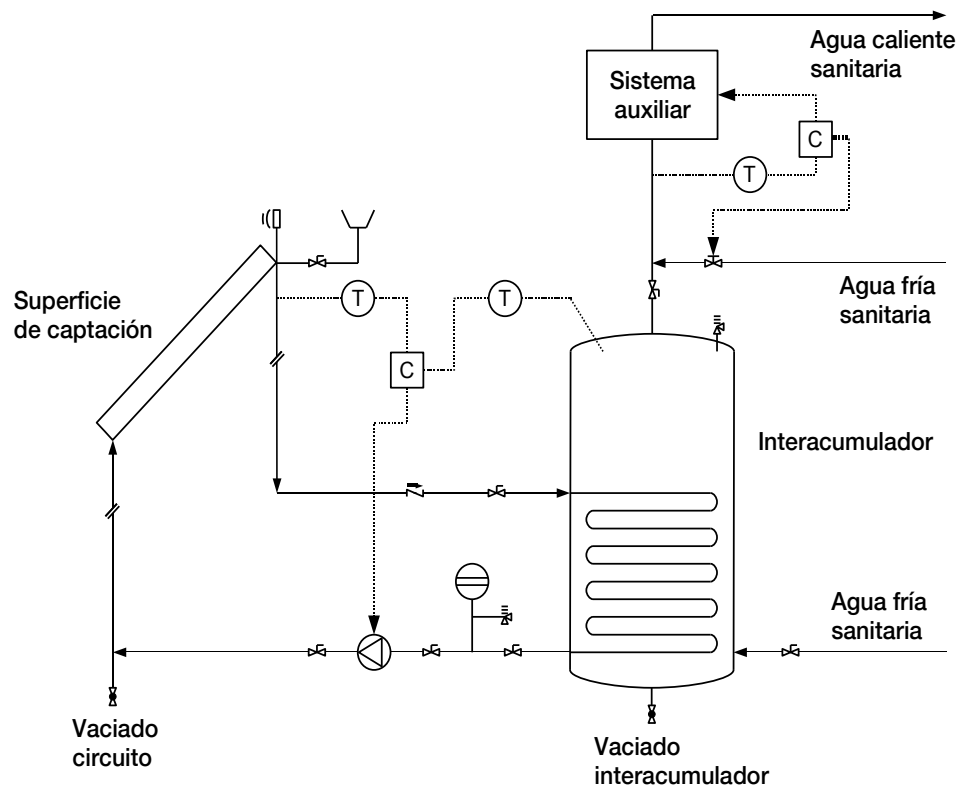 Agua caliente
sanitaria
Sistema
auxiliar
C
T
Agua fría
sanitaria
Superficie
de captación
T
T
C
Interacumulador
Agua fría
sanitaria
Vaciado
circuito
Vaciado
interacumulador